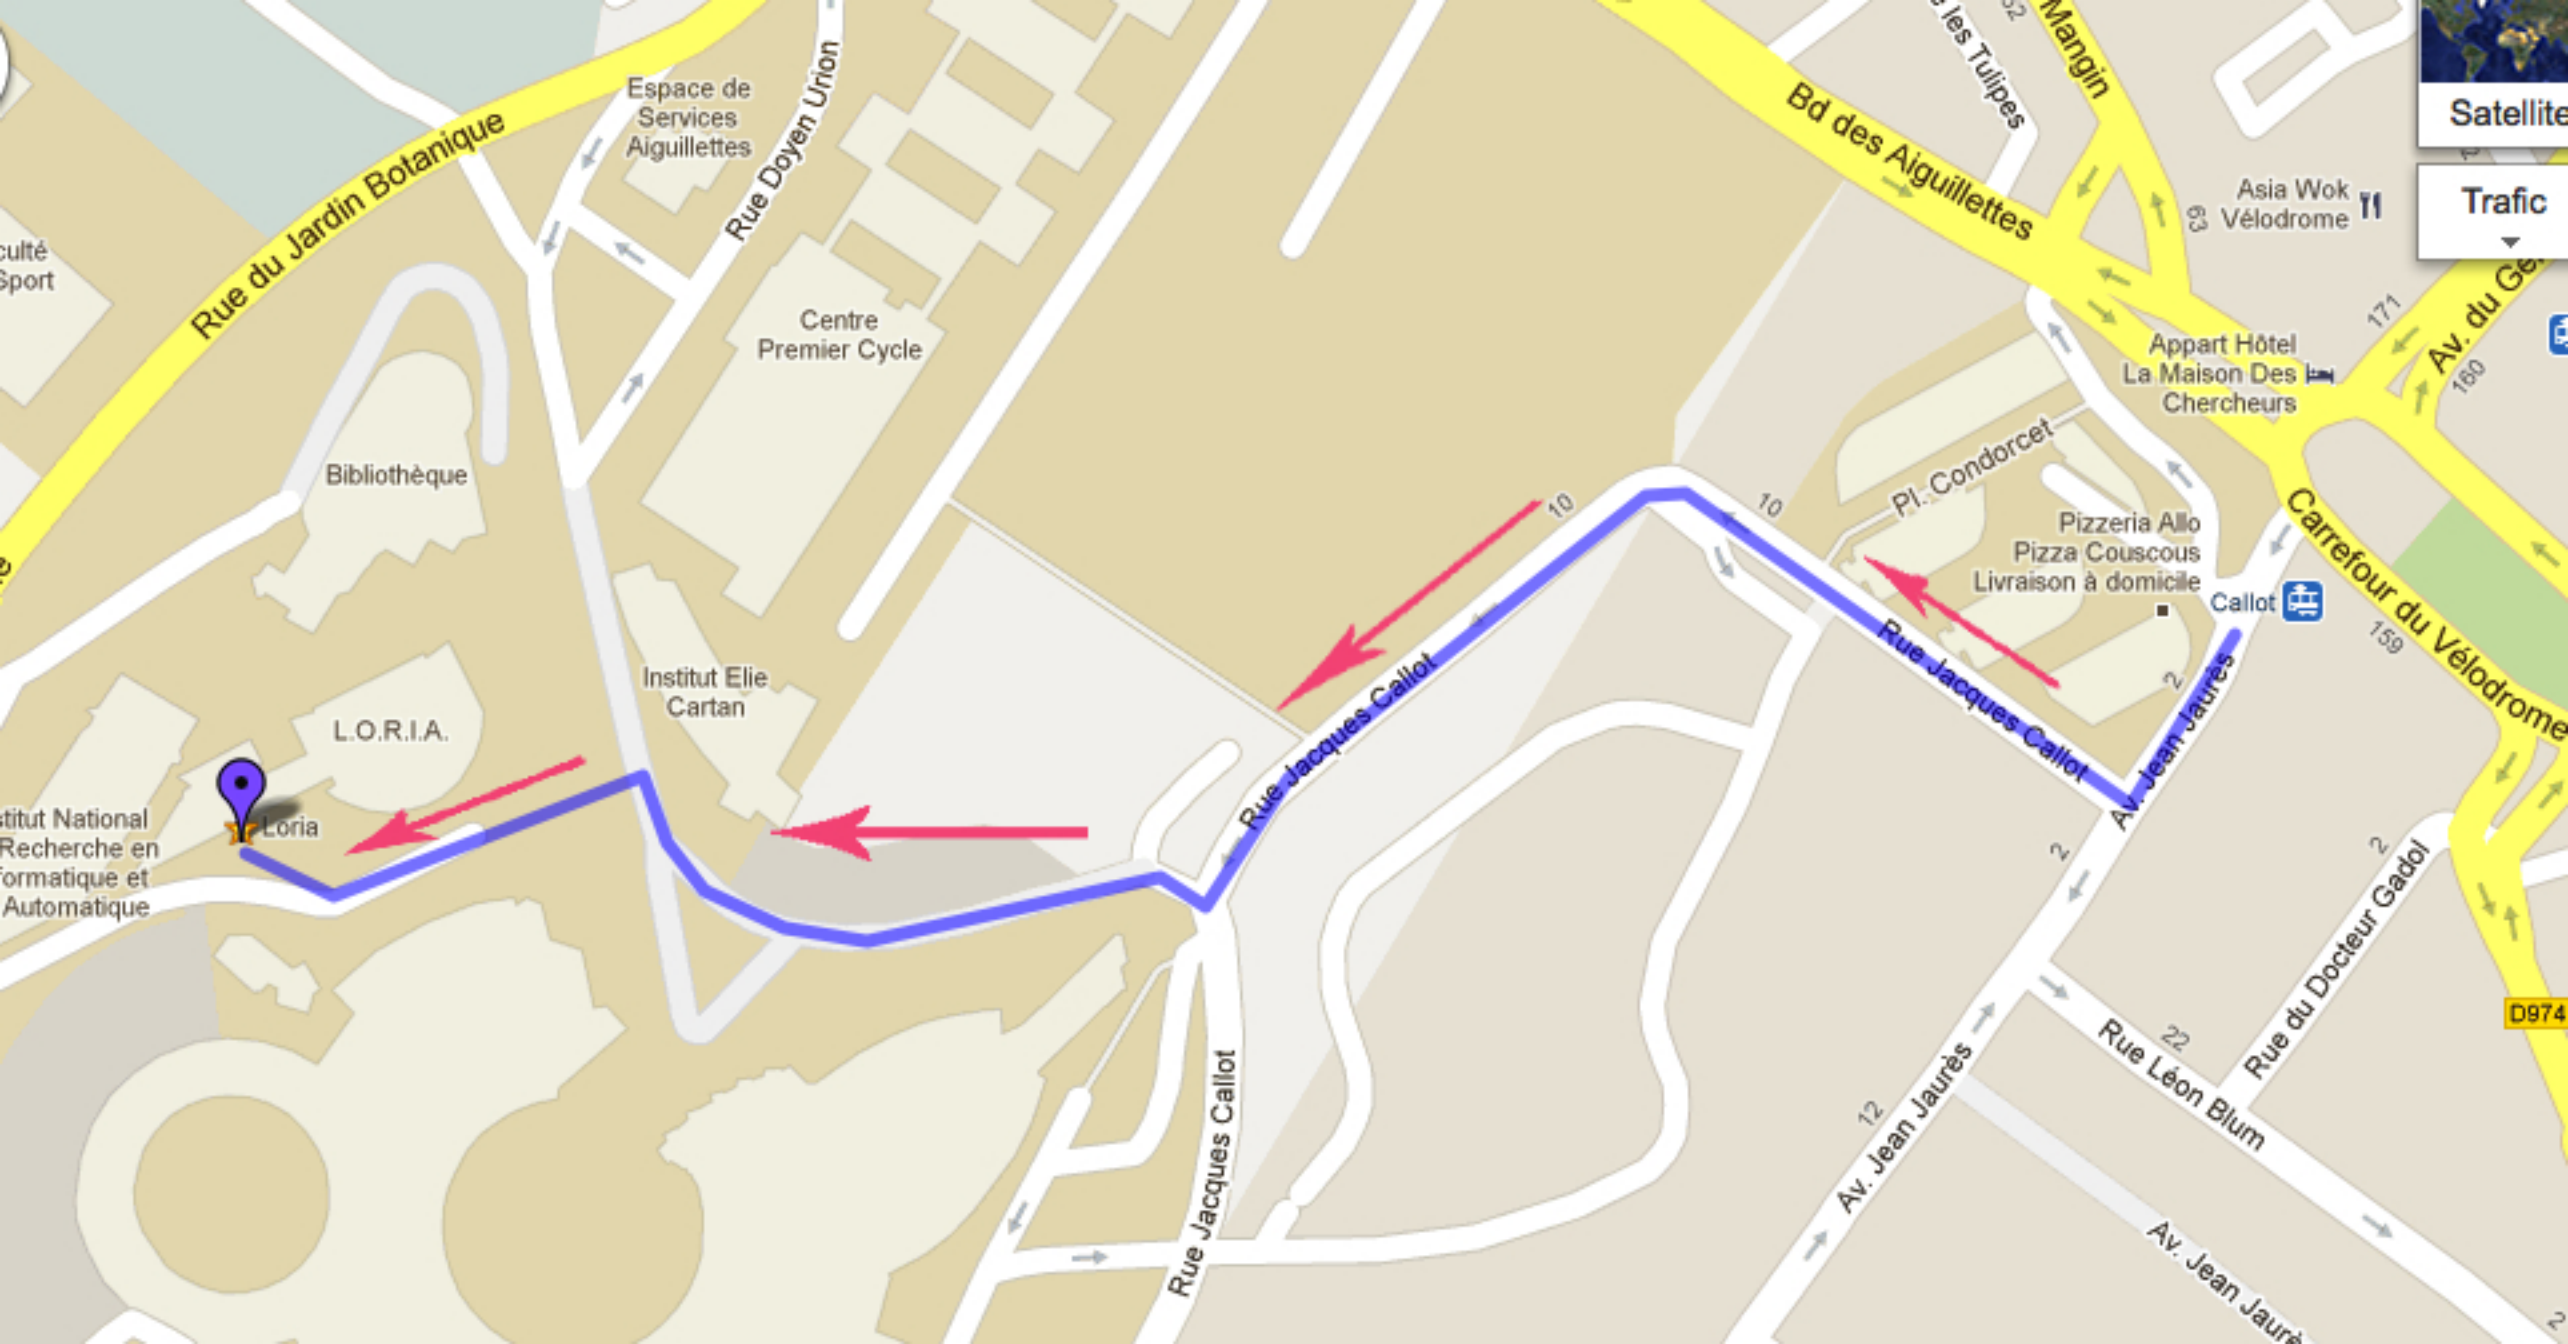 Rue du Jardin Botanique
Espace de
Services
Aiguillettes
Rue Doyen Urion
e les Tulipes
52
Mangin
Satellite
Trafic
Bd des Aiguillettes
63
Asia Wok
Vélodrome
171
Av. du Ge
160
culté
Sport
Centre
Premier Cycle
Appart Hôtel
La Maison Des
Chercheurs
Pl. Condorcet
Bibliothèque
10
10
Pizzeria Allo
Pizza Couscous
Livraison à domicile
Callot
Carrefour du Vélodrome
159
Institut Elie
Cartan
L.O.R.I.A.
Rue Jacques Callot
Rue Jacques Callot
2
Av. Jean Jaurès
Loria
stitut National
Recherche en
formatique et
Automatique
2
2
Rue du Docteur Gadol
D974
22
Rue Léon Blum
12
Av. Jean Jaurès
Rue Jacques Callot
Av. Jean Jaurè
2